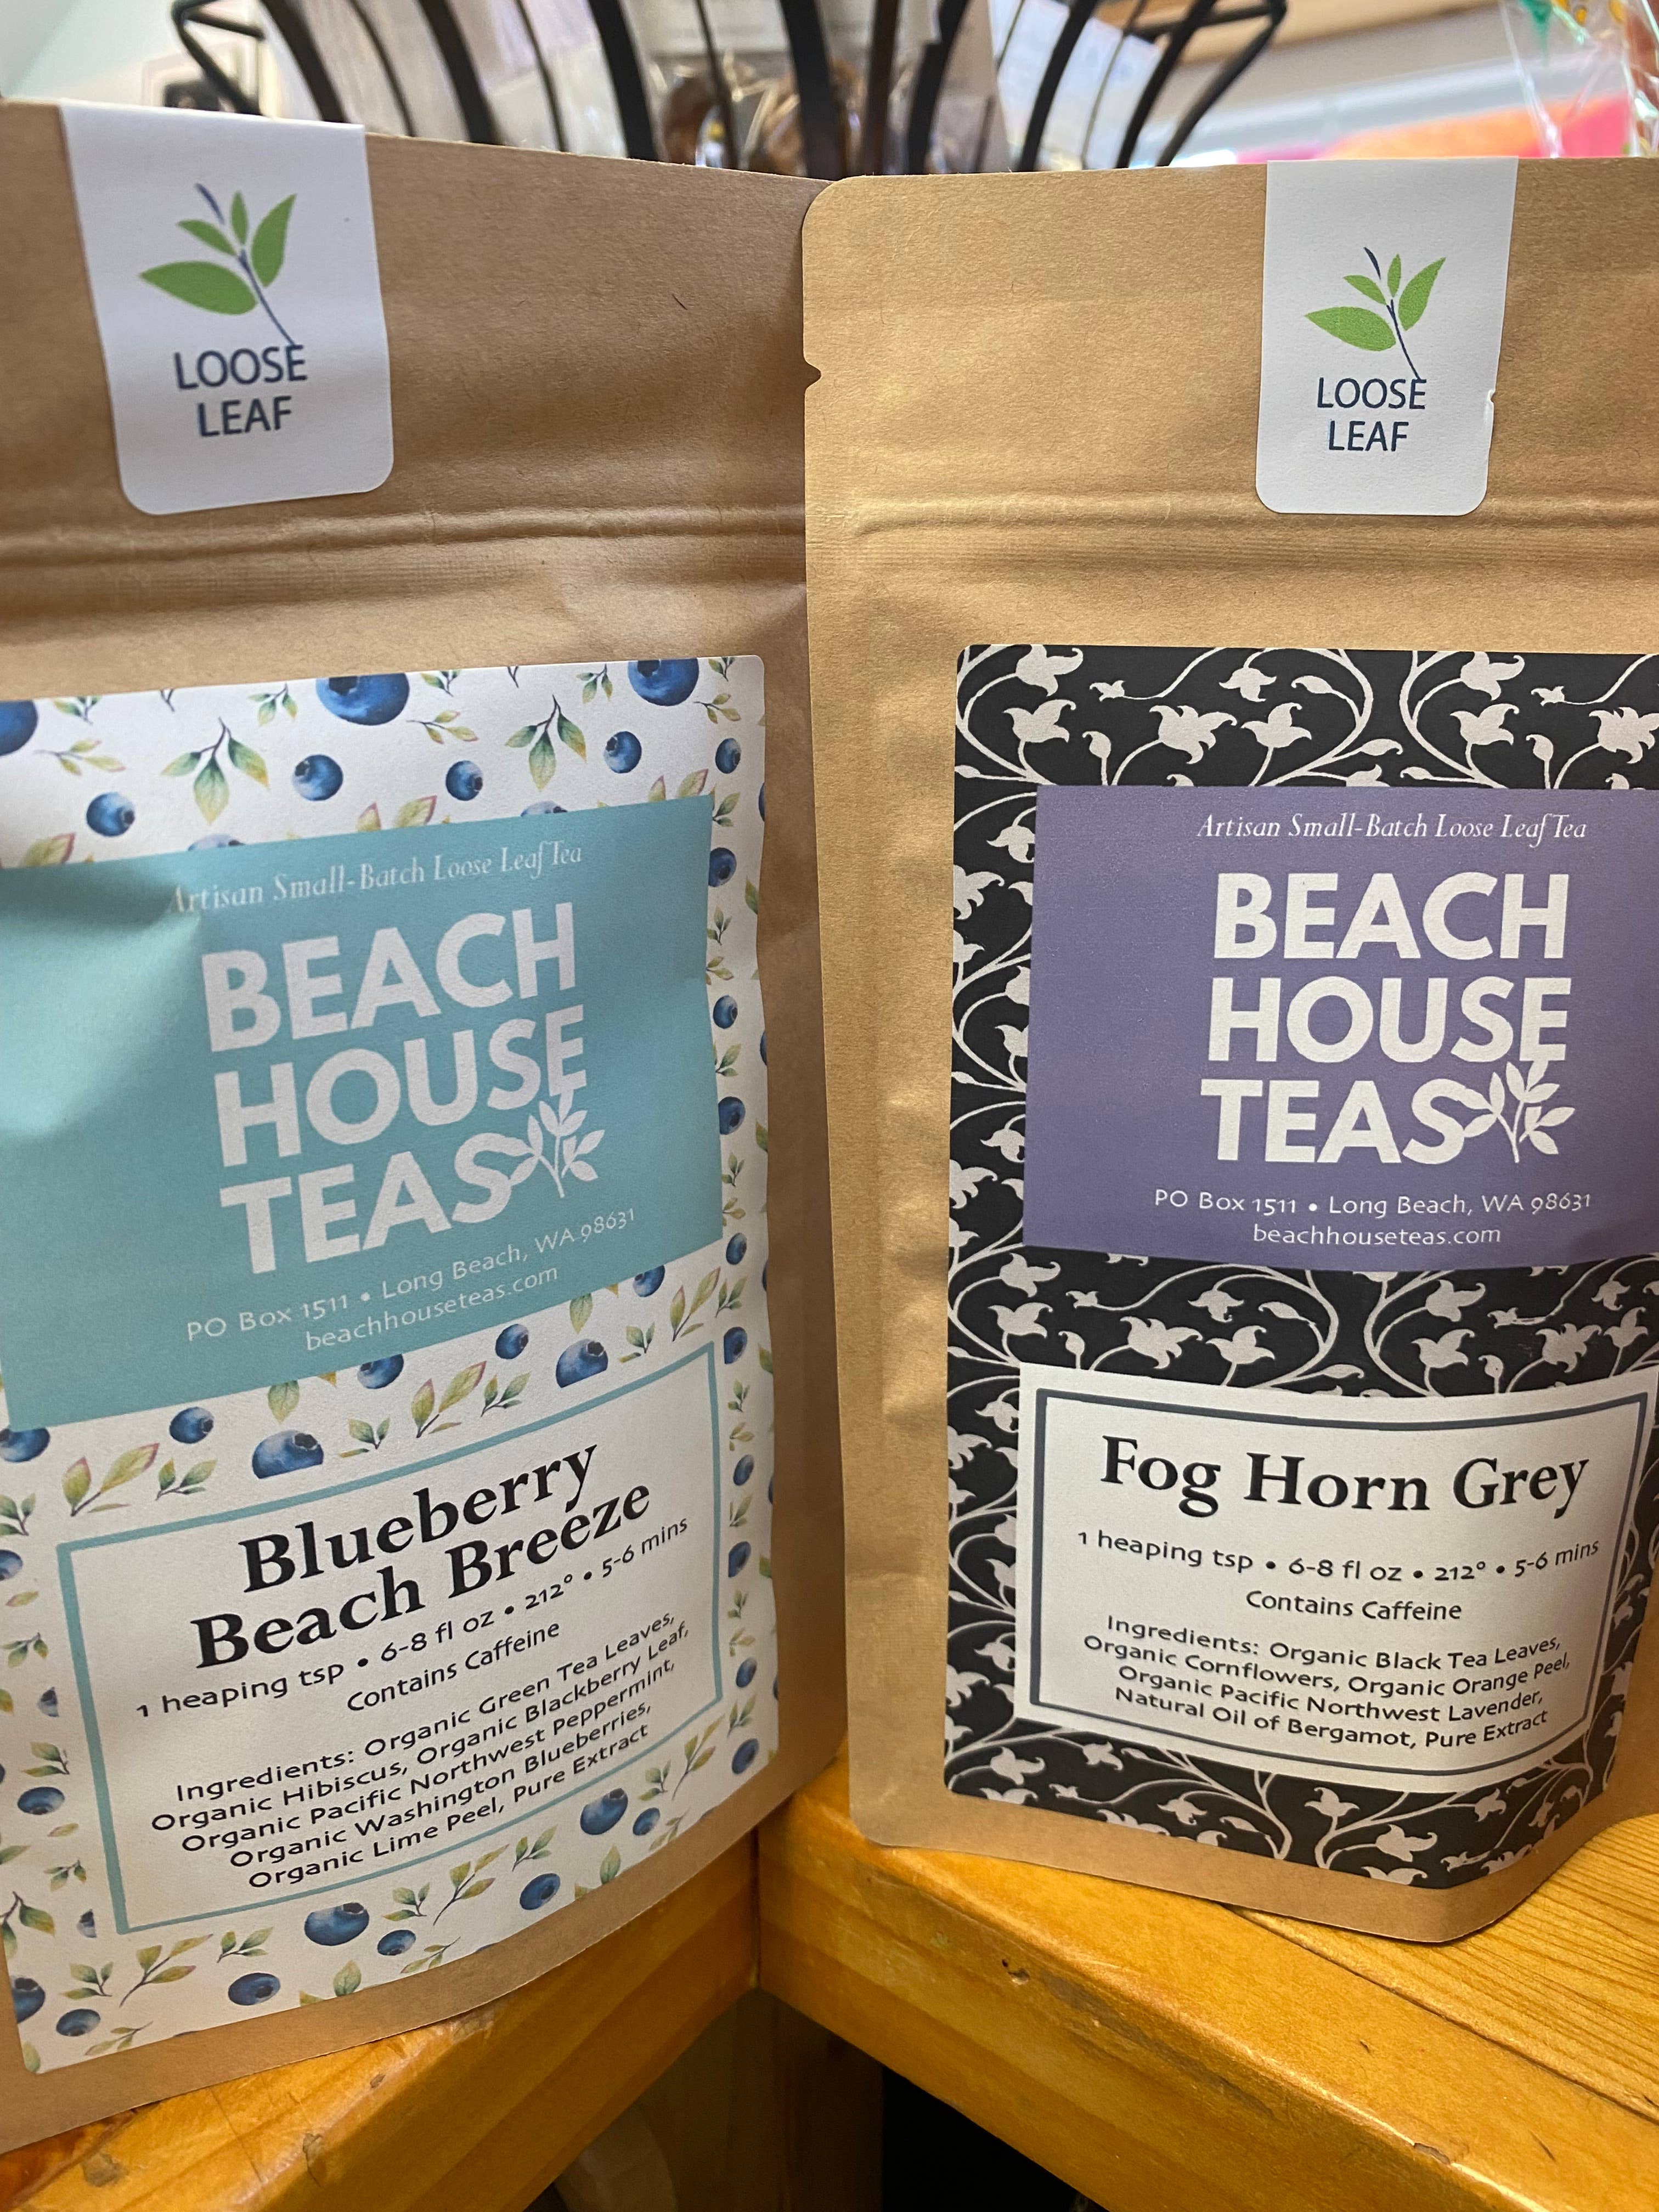 LOOSE
LEAF
Artisan Small-Batch Loose Leaf Tea
BEACH
HOUSE
TEAS
PO Box 1511 • Long Beach, WA 98631
beachhouseteas.com
Blueberry
Beach Breeze
1 heaping tsp • 6-8 fl oz • 212° • 5-6 mins
Contains Caffeine
Ingredients: Organic Green Tea Leaves,
Organic Hibiscus, Organic Blackberry Leaf,
Organic Pacific Northwest Peppermint,
Organic Washington Blueberries,
Organic Lime Peel, Pure Extract
LOOSE
LEAF
Artisan Small-Batch Loose Leaf Tea
BEACH
HOUSE
TEAS
PO Box 1511 • Long Beach, WA 98631
beachhouseteas.com
Fog Horn Grey
1 heaping tsp • 6-8 fl oz • 212° • 5-6 mins
Contains Caffeine
Ingredients: Organic Black Tea Leaves,
Organic Cornflowers, Organic Orange Peel,
Organic Pacific Northwest Lavender,
Natural Oil of Bergamot, Pure Extract